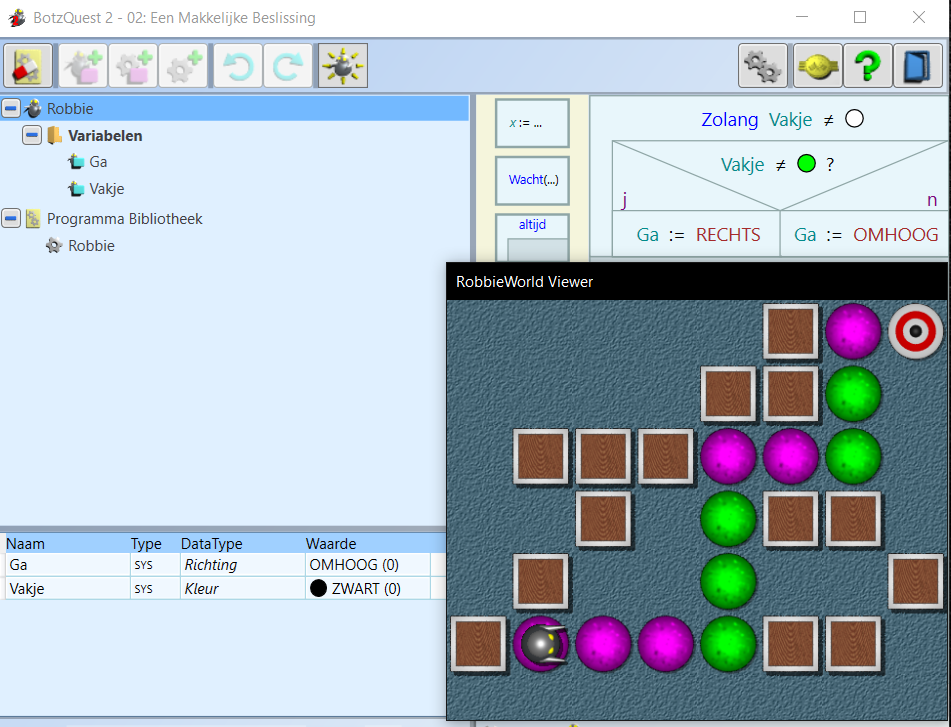 BotzQuest 2 - 02: Een Makkelijke Beslissing
Robbie
Variabelen
Ga
Vakje
Programma Bibliotheek
Robbie
x := ...
Wacht(...)
altijd
Zolang Vakje ≠
Vakje ≠ ?
j n
Ga := RECHTS Ga := OMHOOG
RobbieWorld Viewer
Naam Type DataType Waarde
Ga SYS Richting OMHOOG (0)
Vakje SYS Kleur ZWART (0)